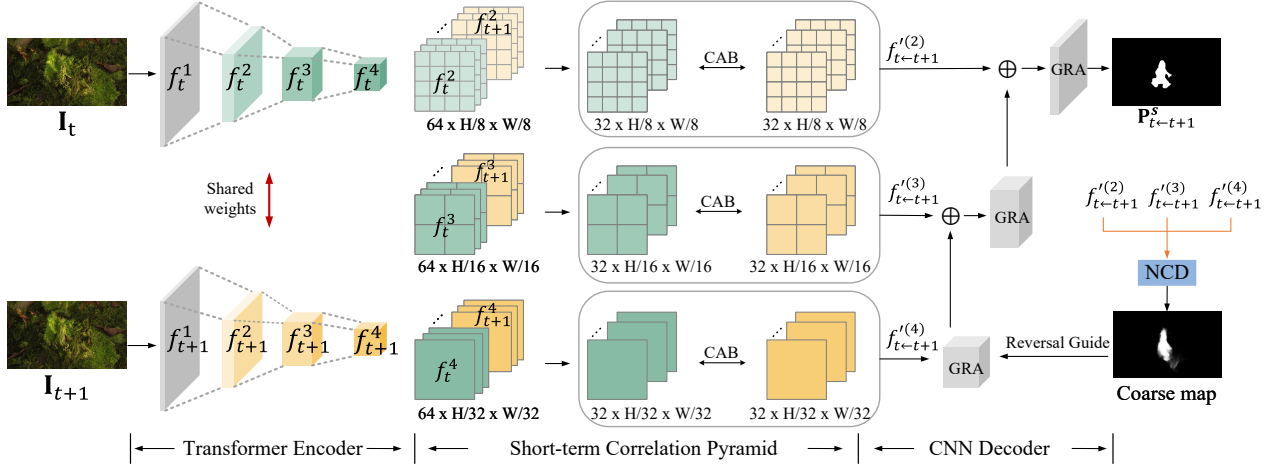 f_t^1
f_t^2
f_t^3
f_t^4
I_t
f_{t+1}^2
f_t^2
64 x H/8 x W/8
CAB
32 x H/8 x W/8
32 x H/8 x W/8
f'^{(2)}_{t←t+1}
GRA
P^s_{t←t+1}
Shared
weights
f_{t+1}^3
f_t^3
64 x H/16 x W/16
CAB
32 x H/16 x W/16
32 x H/16 x W/16
f'^{(3)}_{t←t+1}
GRA
f'^{(2)}_{t←t+1} f'^{(3)}_{t←t+1} f'^{(4)}_{t←t+1}
NCD
f_{t+1}^1
f_{t+1}^2
f_{t+1}^3
f_{t+1}^4
I_{t+1}
f_{t+1}^4
f_t^4
64 x H/32 x W/32
CAB
32 x H/32 x W/32
32 x H/32 x W/32
f'^{(4)}_{t←t+1}
GRA
Reversal Guide
Coarse map
Transformer Encoder
Short-term Correlation Pyramid
CNN Decoder